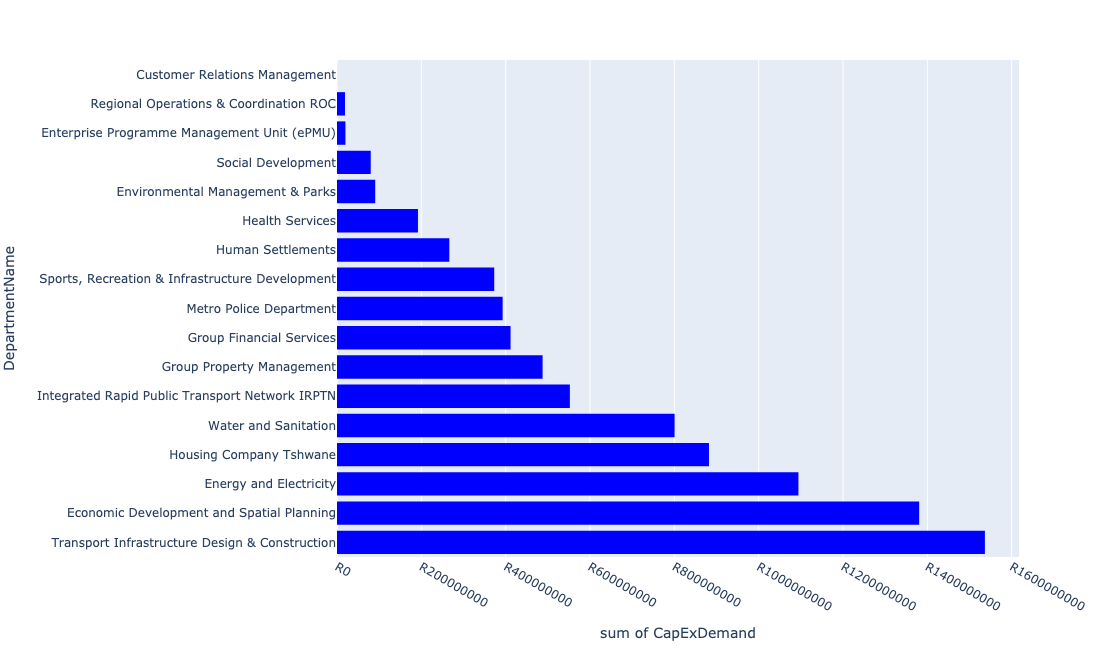 DepartmentName
Customer Relations Management
Regional Operations & Coordination ROC
Enterprise Programme Management Unit (ePMU)
Social Development
Environmental Management & Parks
Health Services
Human Settlements
Sports, Recreation & Infrastructure Development
Metro Police Department
Group Financial Services
Group Property Management
Integrated Rapid Public Transport Network IRPTN
Water and Sanitation
Housing Company Tshwane
Energy and Electricity
Economic Development and Spatial Planning
Transport Infrastructure Design & Construction
R0
R200000000
R400000000
R600000000
R800000000
R1000000000
R1200000000
R1400000000
R1600000000
sum of CapExDemand